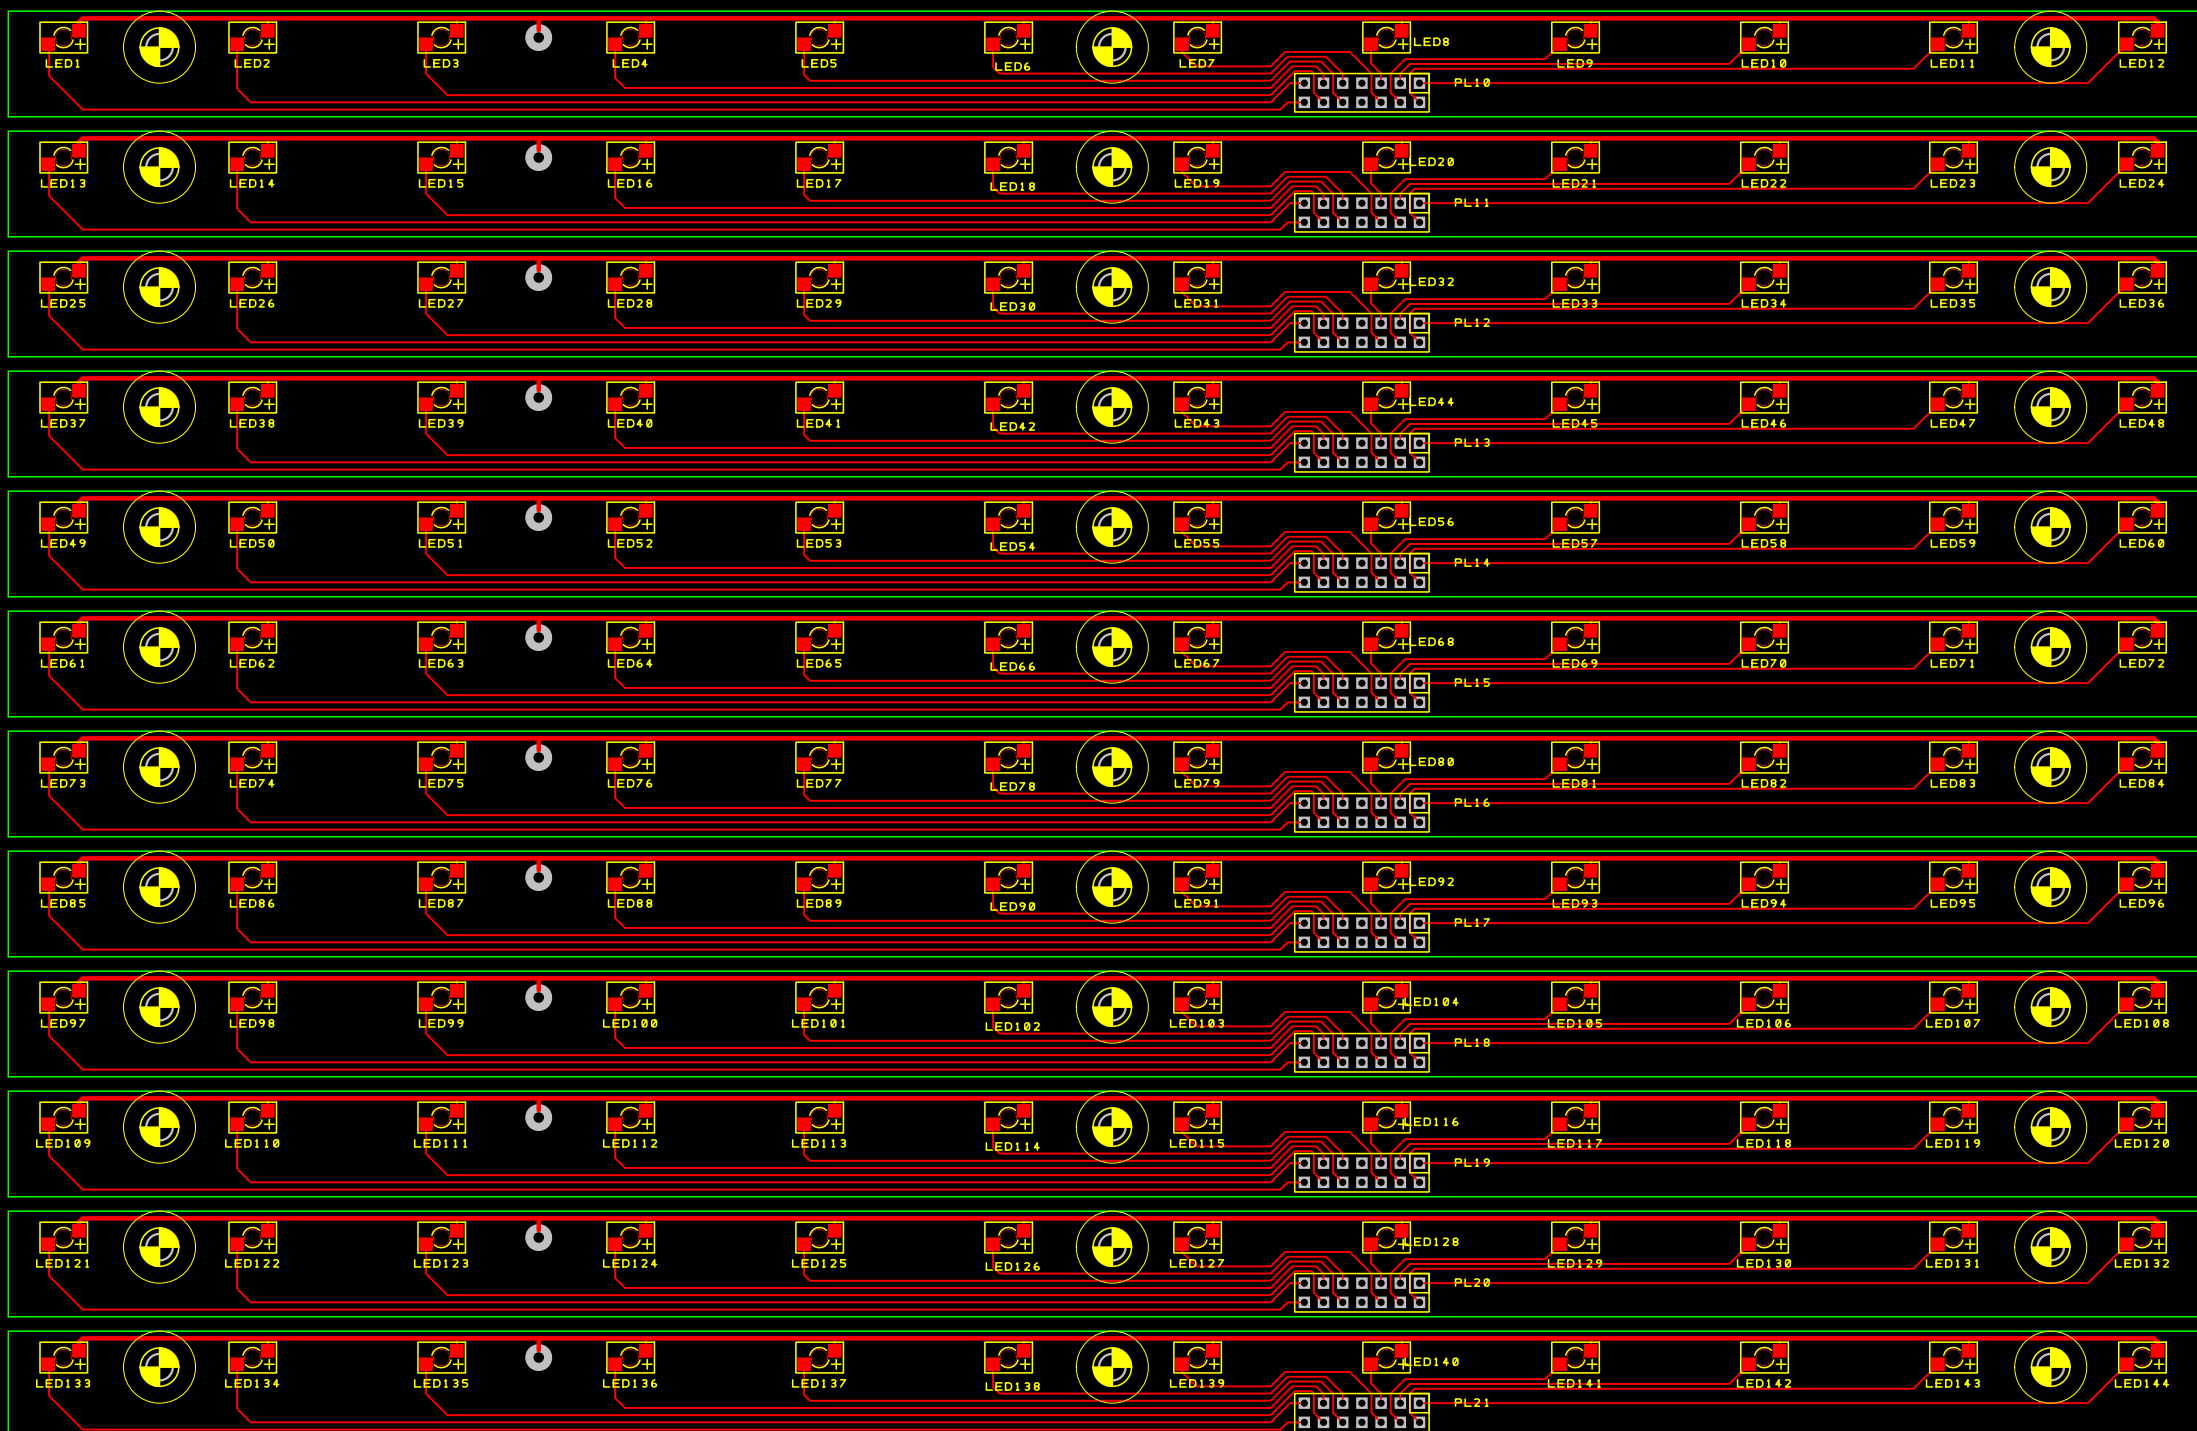 LED1 LED2 LED3 LED4 LED5 LED6 LED7 LED8 LED9 LED10 LED11 LED12
PL10
LED13 LED14 LED15 LED16 LED17 LED18 LED19 LED20 LED21 LED22 LED23 LED24
PL11
LED25 LED26 LED27 LED28 LED29 LED30 LED31 LED32 LED33 LED34 LED35 LED36
PL12
LED37 LED38 LED39 LED40 LED41 LED42 LED43 LED44 LED45 LED46 LED47 LED48
PL13
LED49 LED50 LED51 LED52 LED53 LED54 LED55 LED56 LED57 LED58 LED59 LED60
PL14
LED61 LED62 LED63 LED64 LED65 LED66 LED67 LED68 LED69 LED70 LED71 LED72
PL15
LED73 LED74 LED75 LED76 LED77 LED78 LED79 LED80 LED81 LED82 LED83 LED84
PL16
LED85 LED86 LED87 LED88 LED89 LED90 LED91 LED92 LED93 LED94 LED95 LED96
PL17
LED97 LED98 LED99 LED100 LED101 LED102 LED103 LED104 LED105 LED106 LED107 LED108
PL18
LED109 LED110 LED111 LED112 LED113 LED114 LED115 LED116 LED117 LED118 LED119 LED120
PL19
LED121 LED122 LED123 LED124 LED125 LED126 LED127 LED128 LED129 LED130 LED131 LED132
PL20
LED133 LED134 LED135 LED136 LED137 LED138 LED139 LED140 LED141 LED142 LED143 LED144
PL21